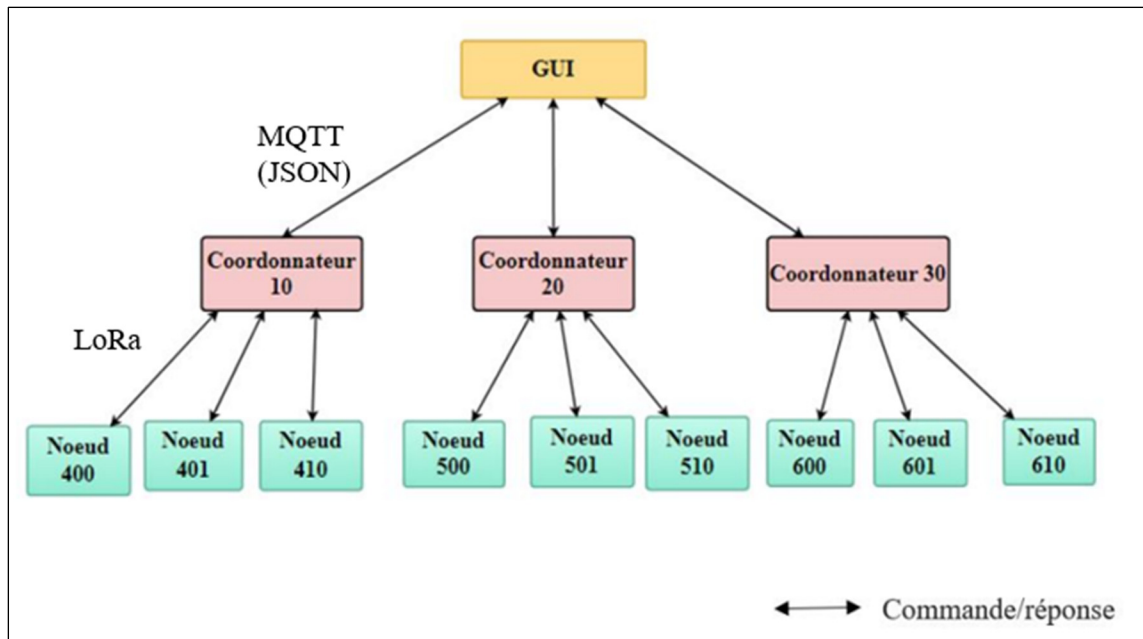 GUI
MQTT
(JSON)
Coordonnateur
10
Coordonnateur
20
Coordonnateur 30
LoRa
Noeud
400
Noeud
401
Noeud
410
Noeud
500
Noeud
501
Noeud
510
Noeud
600
Noeud
601
Noeud
610
Commande/réponse